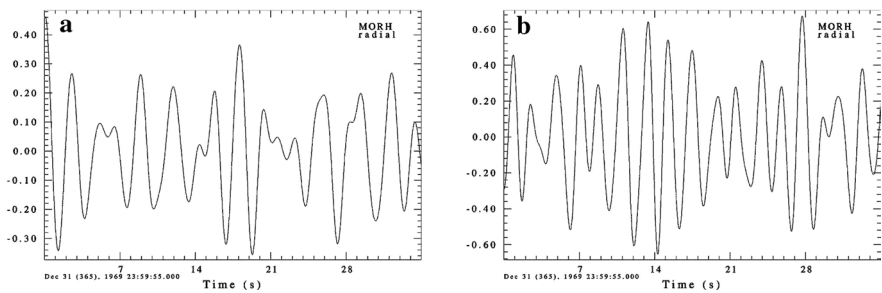 a
MORH
radial
0.40
0.30
0.20
0.10
0.00
-0.10
-0.20
-0.30
7
14
21
28
Dec 31 (365), 1969 23:59:55.000
Time (s)
b
MORH
radial
0.60
0.40
0.20
0.00
-0.20
-0.40
-0.60
7
14
21
28
Dec 31 (365), 1969 23:59:55.000
Time (s)